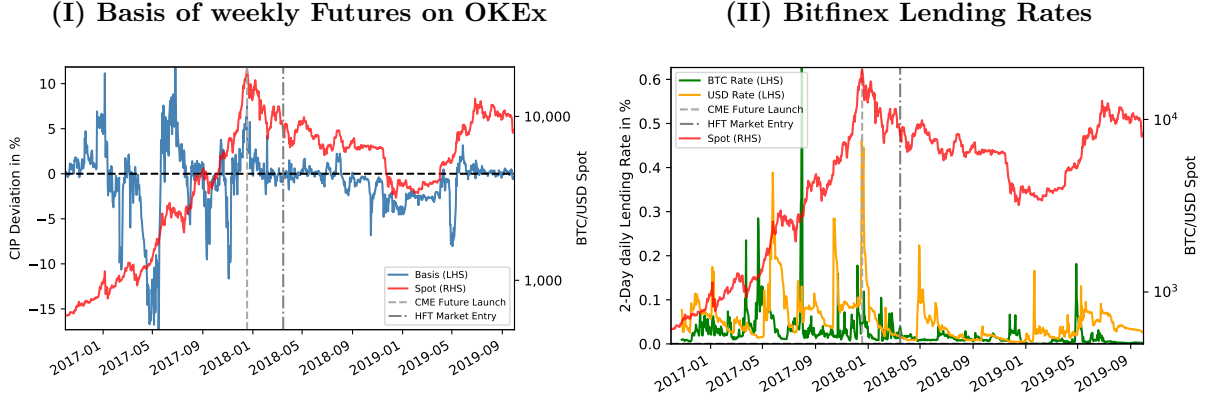 (I) Basis of weekly Futures on OKEx
10
5
0
−5
−10
−15
CIP Deviation in %
10,000
1,000
BTC/USD Spot
Basis (LHS)
Spot (RHS)
CME Future Launch
HFT Market Entry
2017-01
2017-05
2017-09
2018-01
2018-05
2018-09
2019-01
2019-05
2019-09
(II) Bitfinex Lending Rates
0.6
0.5
0.4
0.3
0.2
0.1
0.0
2-Day daily Lending Rate in %
BTC Rate (LHS)
USD Rate (LHS)
CME Future Launch
HFT Market Entry
Spot (RHS)
10⁴
10³
BTC/USD Spot
2017-01
2017-05
2017-09
2018-01
2018-05
2018-09
2019-01
2019-05
2019-09